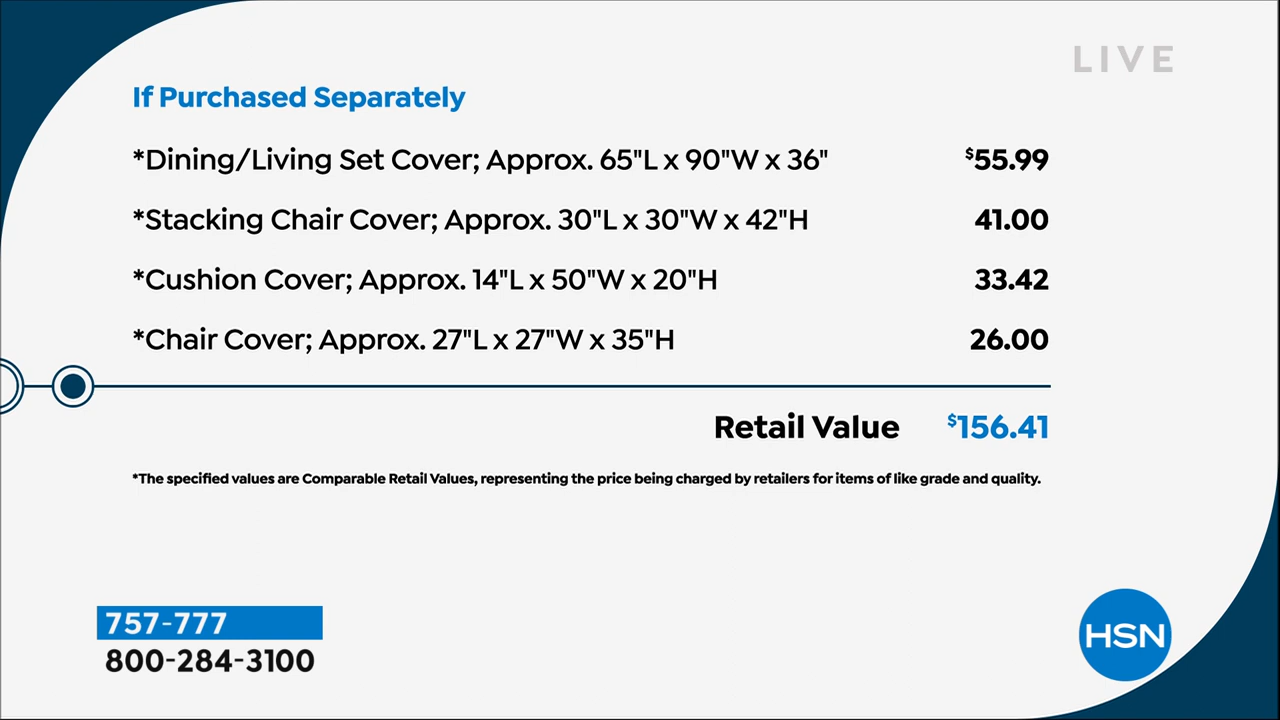 LIVE
If Purchased Separately
*Dining/Living Set Cover; Approx. 65"L x 90"W x 36" $55.99
*Stacking Chair Cover; Approx. 30"L x 30"W x 42"H 41.00
*Cushion Cover; Approx. 14"L x 50"W x 20"H 33.42
*Chair Cover; Approx. 27"L x 27"W x 35"H 26.00
Retail Value $156.41
*The specified values are Comparable Retail Values, representing the price being charged by retailers for items of like grade and quality.
757-777
800-284-3100
HSN